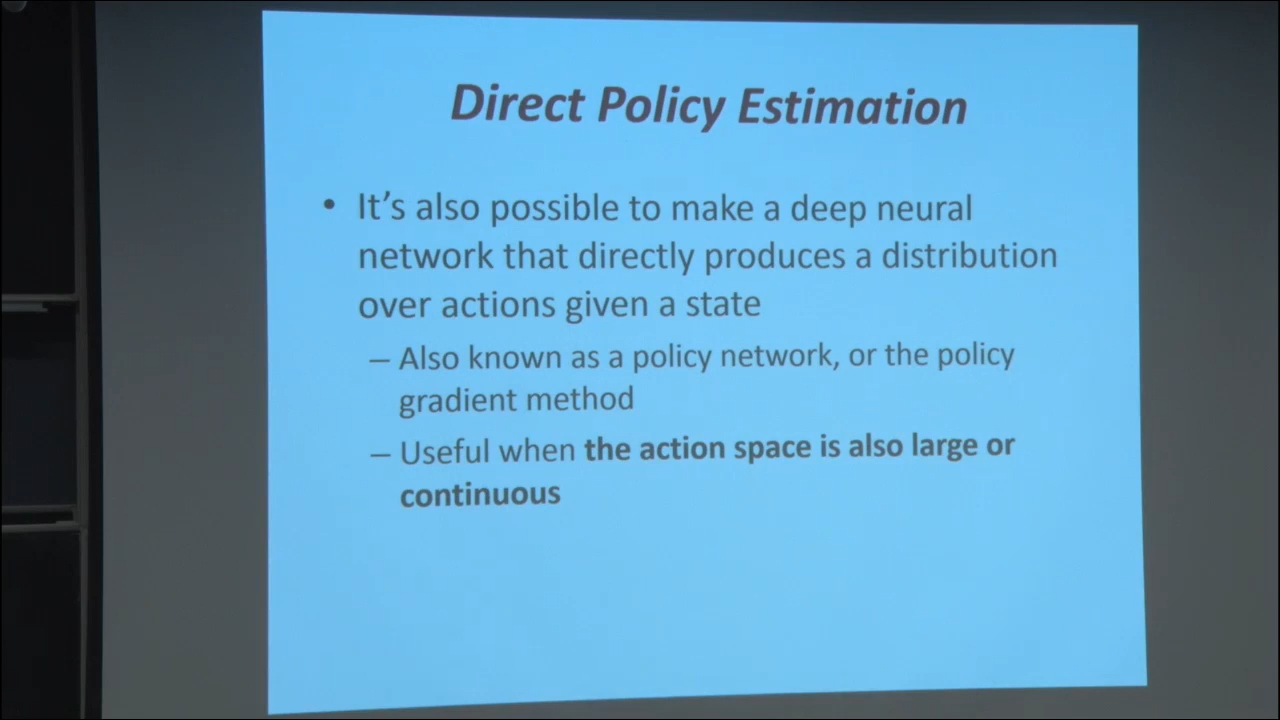 Direct Policy Estimation
• It's also possible to make a deep neural
network that directly produces a distribution
over actions given a state
– Also known as a policy network, or the policy
gradient method
– Useful when the action space is also large or
continuous